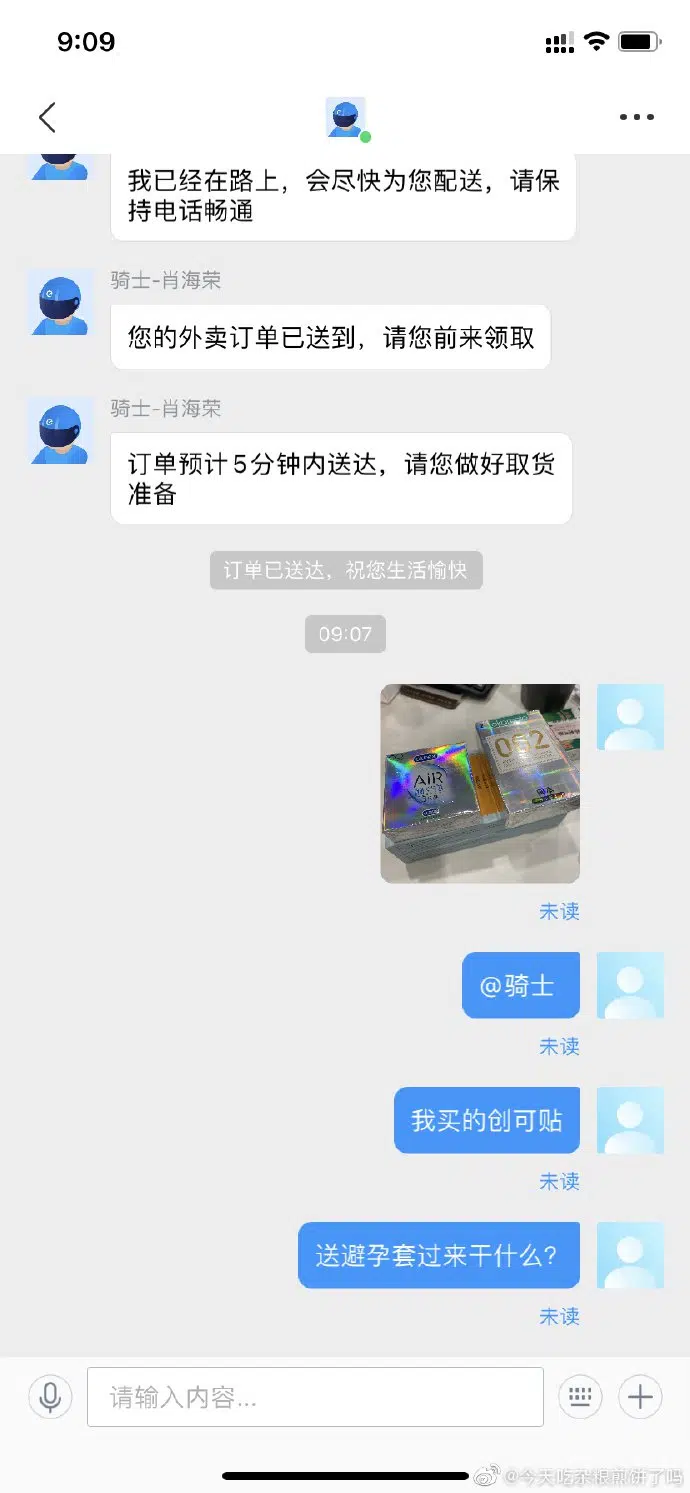 9:09
我已经在路上，会尽快为您配送，请保
持电话畅通
骑士-肖海荣
您的外卖订单已送到，请您前来领取
骑士-肖海荣
订单预计5分钟内送达，请您做好取货
准备
订单已送达，祝您生活愉快
09:07
AiR
052
未读
@骑士
未读
我买的创可贴
未读
送避孕套过来干什么？
未读
请输入内容...
@今天吃杂粮煎饼了吗